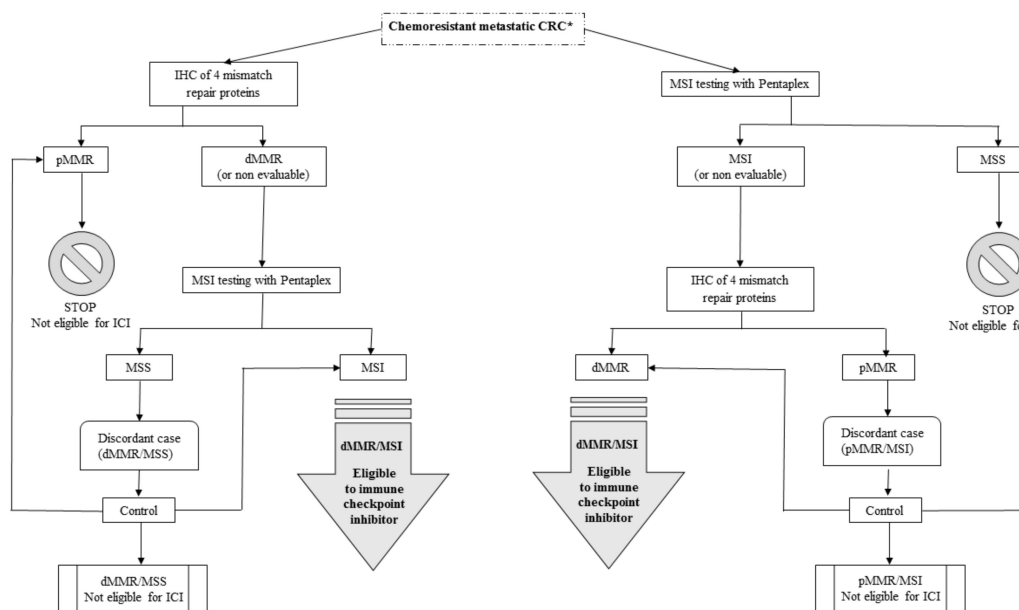 Chemoresistant metastatic CRC*
IHC of 4 mismatch
repair proteins
MSI testing with Pentaplex
pMMR
dMMR
(or non evaluable)
MSI
(or non evaluable)
MSS
STOP
Not eligible for ICI
MSI testing with Pentaplex
IHC of 4 mismatch
repair proteins
STOP
Not eligible fo
MSS
MSI
dMMR
pMMR
Discordant case
(dMMR/MSS)
dMMR/MSI
Eligible
to immune
checkpoint
inhibitor
dMMR/MSI
Eligible
to immune
checkpoint
inhibitor
Discordant case
(pMMR/MSI)
Control
Control
dMMR/MSS
Not eligible for ICI
pMMR/MSI
Not eligible for ICI